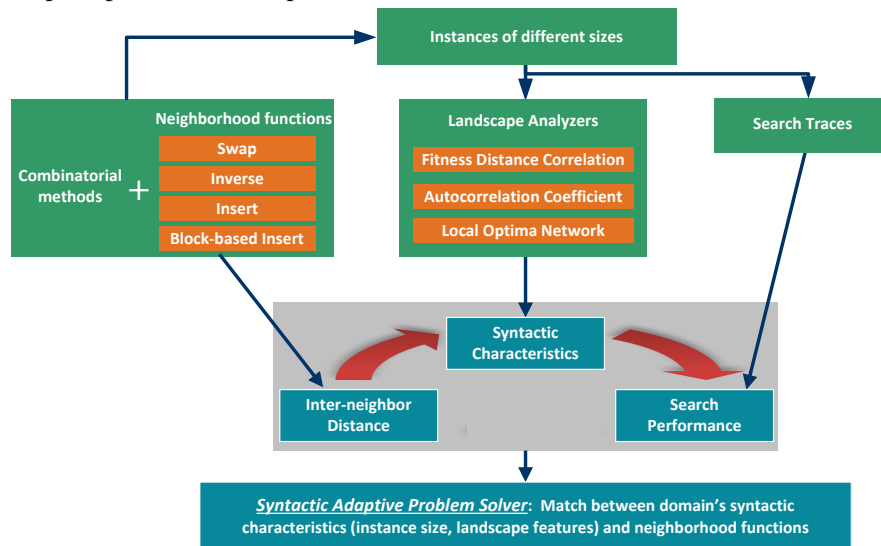 Instances of different sizes
Neighborhood functions
Swap
Inverse
Insert
Block-based Insert
Combinatorial
methods
+
Landscape Analyzers
Fitness Distance Correlation
Autocorrelation Coefficient
Local Optima Network
Search Traces
Syntactic
Characteristics
Inter-neighbor
Distance
Search
Performance
Syntactic Adaptive Problem Solver: Match between domain's syntactic
characteristics (instance size, landscape features) and neighborhood functions